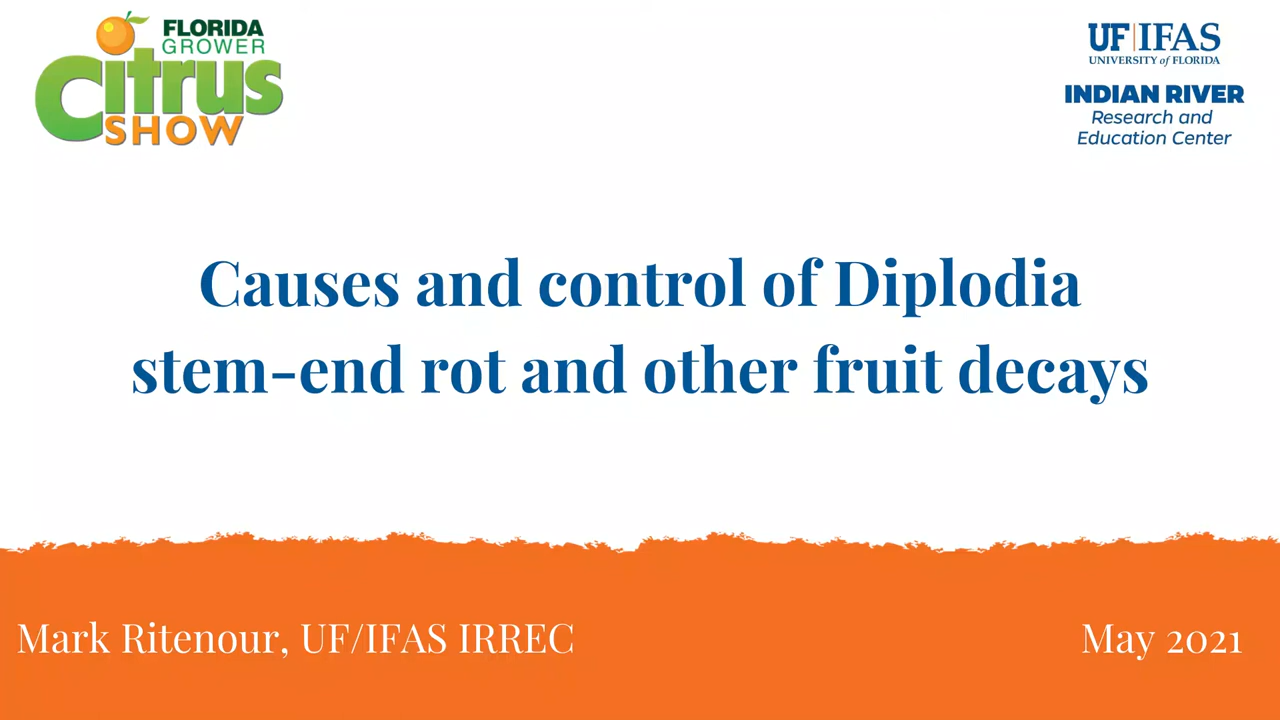 FLORIDA
GROWER
Citrus
SHOW
UF|IFAS
UNIVERSITY of FLORIDA
INDIAN RIVER
Research and
Education Center
Causes and control of Diplodia
stem-end rot and other fruit decays
Mark Ritenour, UF/IFAS IRREC
May 2021